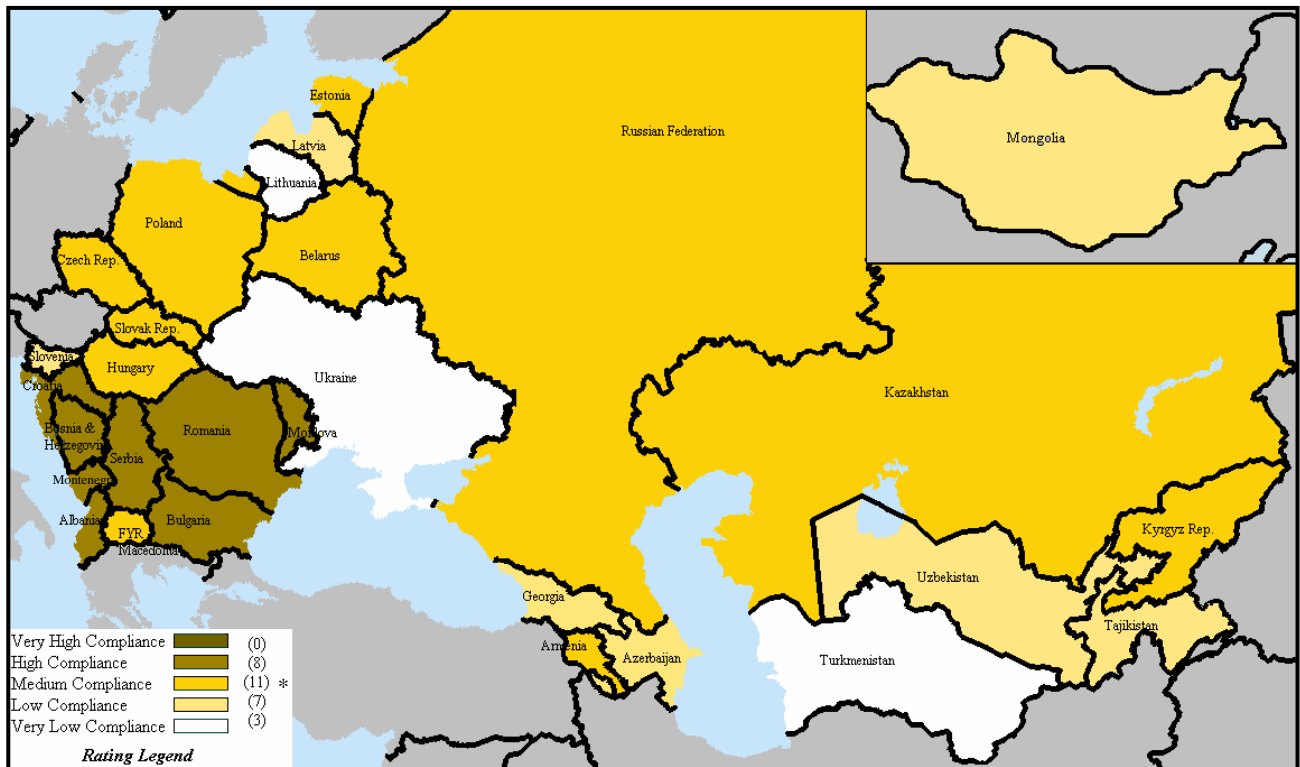 Estonia
Russian Federation
Mongolia
Latvia
Lithuania
Poland
Belarus
Czech Rep.
Slovak Rep.
Slovenia
Hungary
Ukraine
Croatia
Kazakhstan
Bosnia &
Herzegovin
Romania
Moldova
Serbia
Montenegr
Albania
Bulgaria
FYR
Macedonia
Kyrgyz Rep.
Uzbekistan
Georgia
Tajikistan
Armenia
Azerbaijan
Turkmenistan
Very High Compliance (0)
High Compliance (8)
Medium Compliance (11) *
Low Compliance (7)
Very Low Compliance (3)
Rating Legend